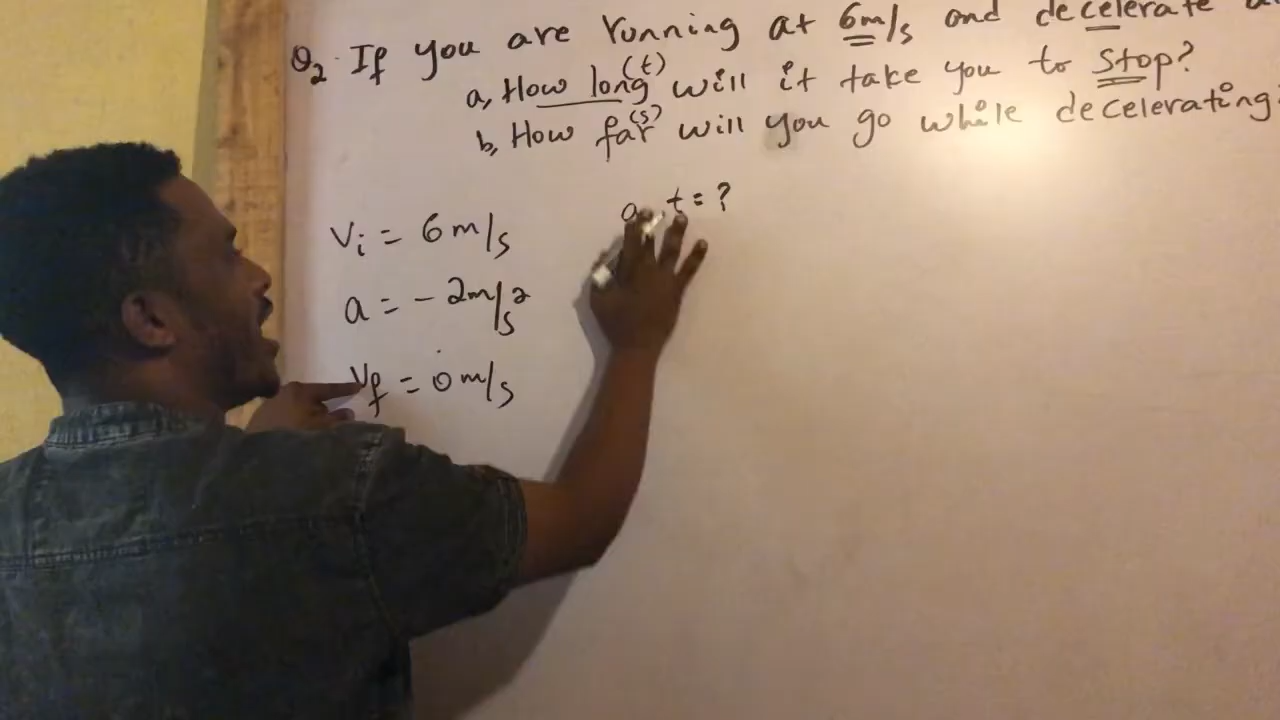 Q2. If you are running at 6m/s and decelerate
a, How long (t) will it take you to stop?
b, How far (s) will you go while decelerating
Vi = 6m/s
a = -2m/s2
Vf = 0m/s
a, t = ?